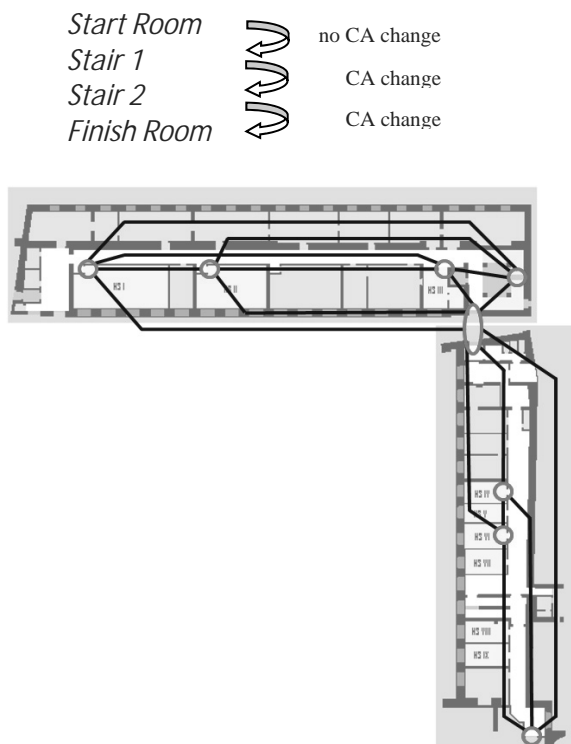 Start Room
no CA change
Stair 1
CA change
Stair 2
CA change
Finish Room
HS I
HS II
HS III
HS IV
HS V
HS VI
HS VII
HS VIII
HS IX